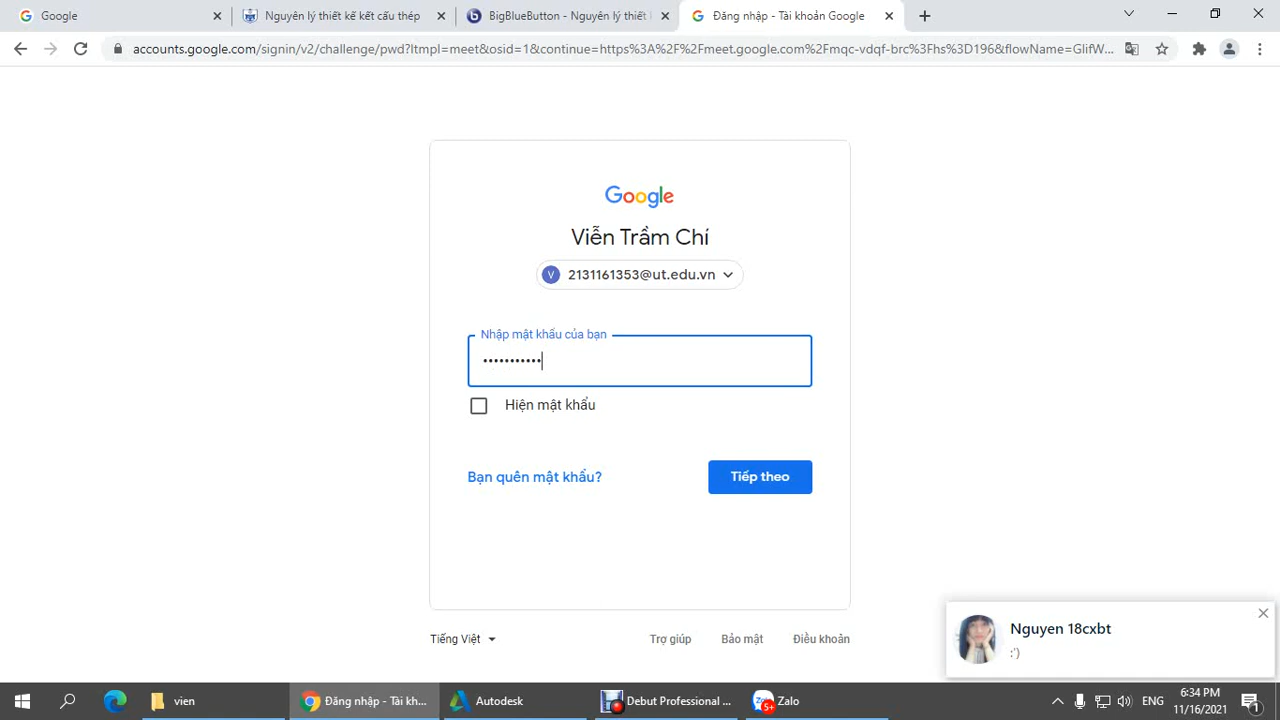 Google
Nguyên lý thiết kế kết cấu thép
BigBlueButton - Nguyên lý thiết
Đăng nhập - Tài khoản Google
accounts.google.com/signin/v2/challenge/pwd?ltmpl=meet&osid=1&continue=https%3A%2F%2Fmeet.google.com%2Fmqc-vdqf-brc%3Fhs%3D196&flowName=GlifW...
Google
Viễn Trầm Chí
V 2131161353@ut.edu.vn
Nhập mật khẩu của bạn
•••••••••••
Hiện mật khẩu
Bạn quên mật khẩu?
Tiếp theo
Tiếng Việt
Trợ giúp
Bảo mật
Điều khoản
Nguyen 18cxbt
:')
vien
Đăng nhập - Tài kh...
Autodesk
Debut Professional ...
5+
Zalo
ENG
6:34 PM
11/16/2021
1